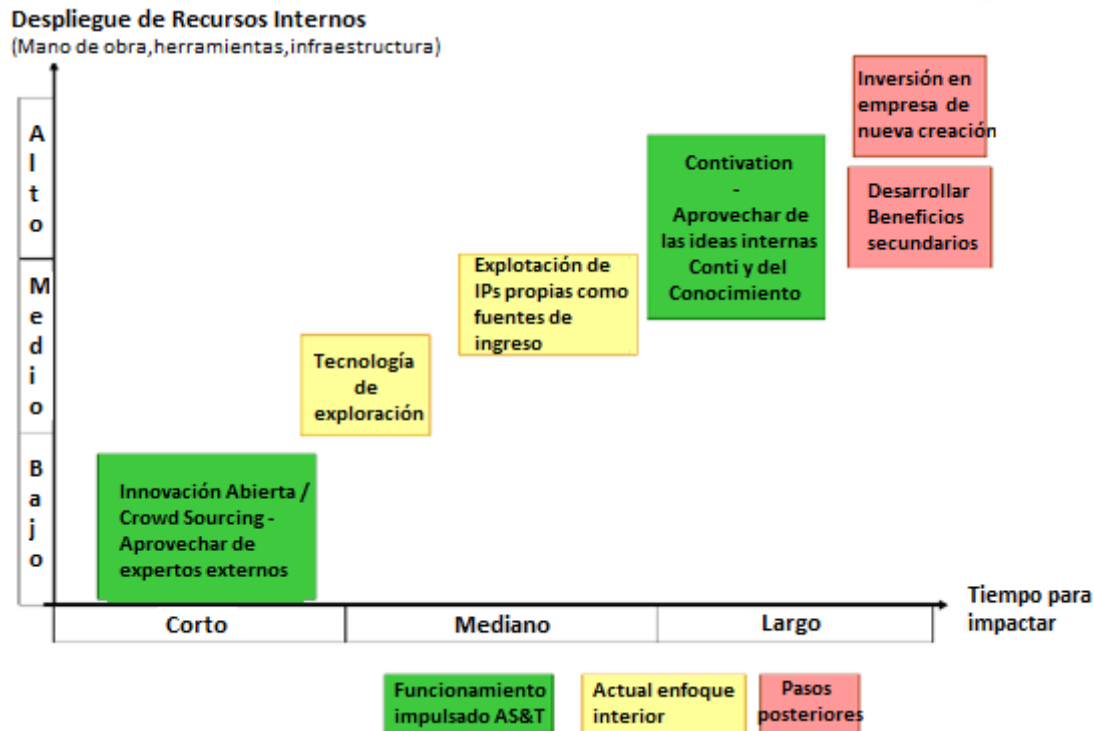 Despliegue de Recursos Internos
(Mano de obra,herramientas,infraestructura)
Alto
Medio
Bajo
Inversión en
empresa de
nueva creación
Desarrollar
Beneficios
secundarios
Contivation
-
Aprovechar de
las ideas internas
Conti y del
Conocimiento
Explotación de
IPs propias como
fuentes de
ingreso
Tecnología
de
exploración
Innovación Abierta /
Crowd Sourcing -
Aprovechar de
expertos externos
Corto
Mediano
Largo
Tiempo para
impactar
Funcionamiento
impulsado AS&T
Actual enfoque
interior
Pasos
posteriores